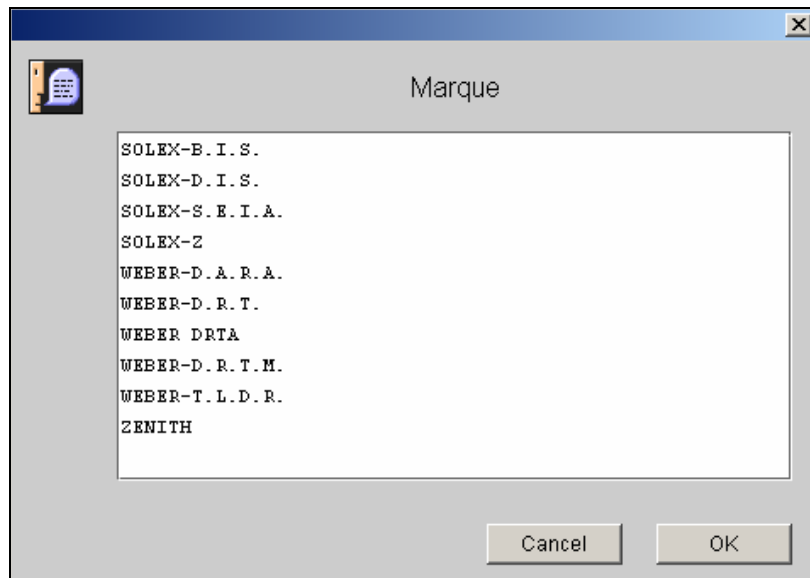 Marque
SOLEX-B.I.S.
SOLEX-D.I.S.
SOLEX-S.E.I.A.
SOLEX-Z
WEBER-D.A.R.A.
WEBER-D.R.T.
WEBER DRTA
WEBER-D.R.T.M.
WEBER-T.L.D.R.
ZENITH
Cancel
OK